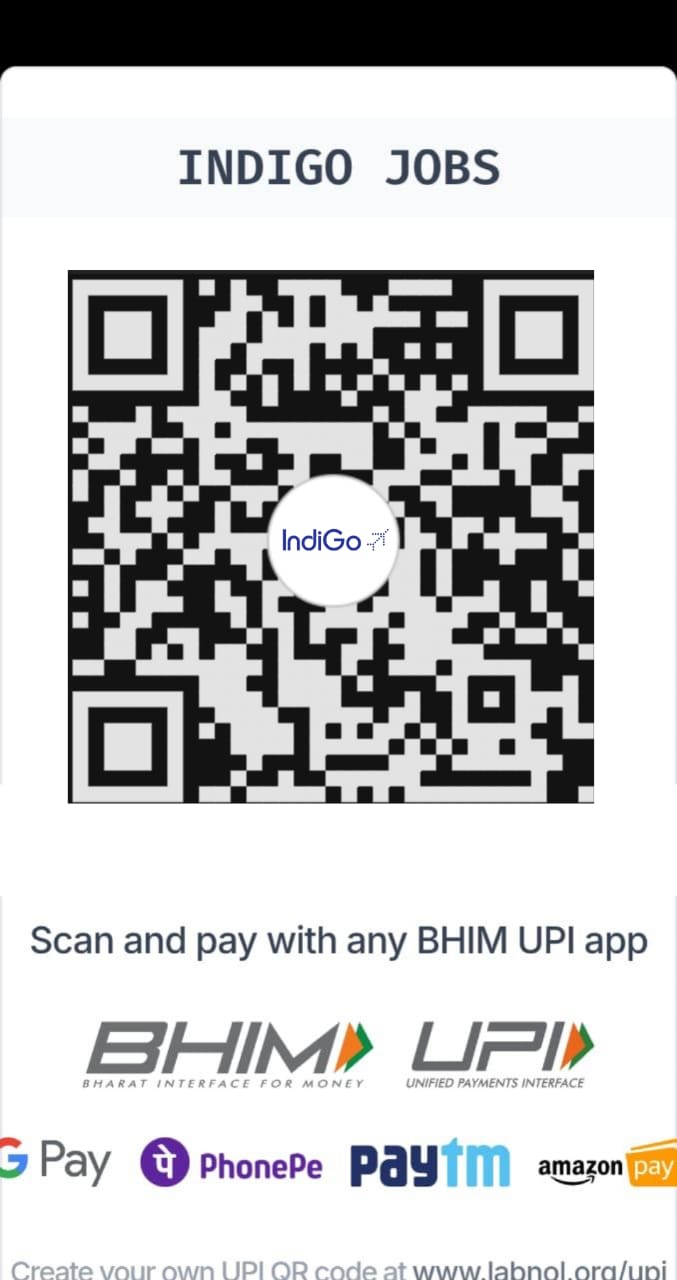 INDIGO JOBS
IndiGo
Scan and pay with any BHIM UPI app
BHIM UPI
BHARAT INTERFACE FOR MONEY UNIFIED PAYMENTS INTERFACE
G Pay पे PhonePe paytm amazon pay
Create your own UPI QR code at www.labnol.org/upi